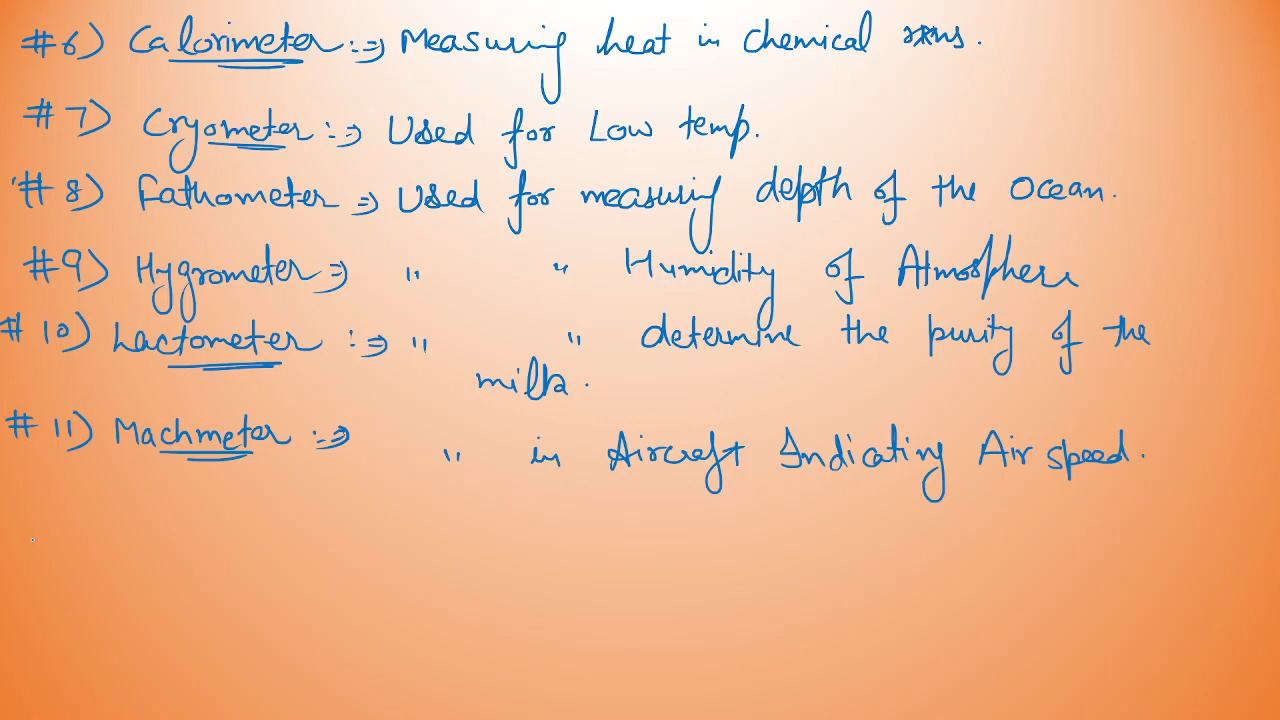 #6) Calorimeter :⇒ Measuring heat in chemical rxns.
#7) Cryometer :⇒ Used for Low temp.
#8) Fathometer ⇒ Used for measuring depth of the Ocean.
#9) Hygrometer ⇒ " " Humidity of Atmosphere
#10) Lactometer :⇒ " " determine the purity of the
milk.
#11) Machmeter :⇒ " in Aircraft Indicating Air speed.